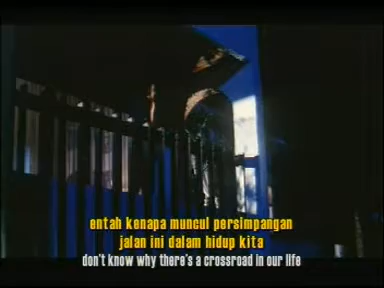 entah kenapa muncul persimpangan
jalan ini dalam hidup kita
don't know why there's a crossroad in our life